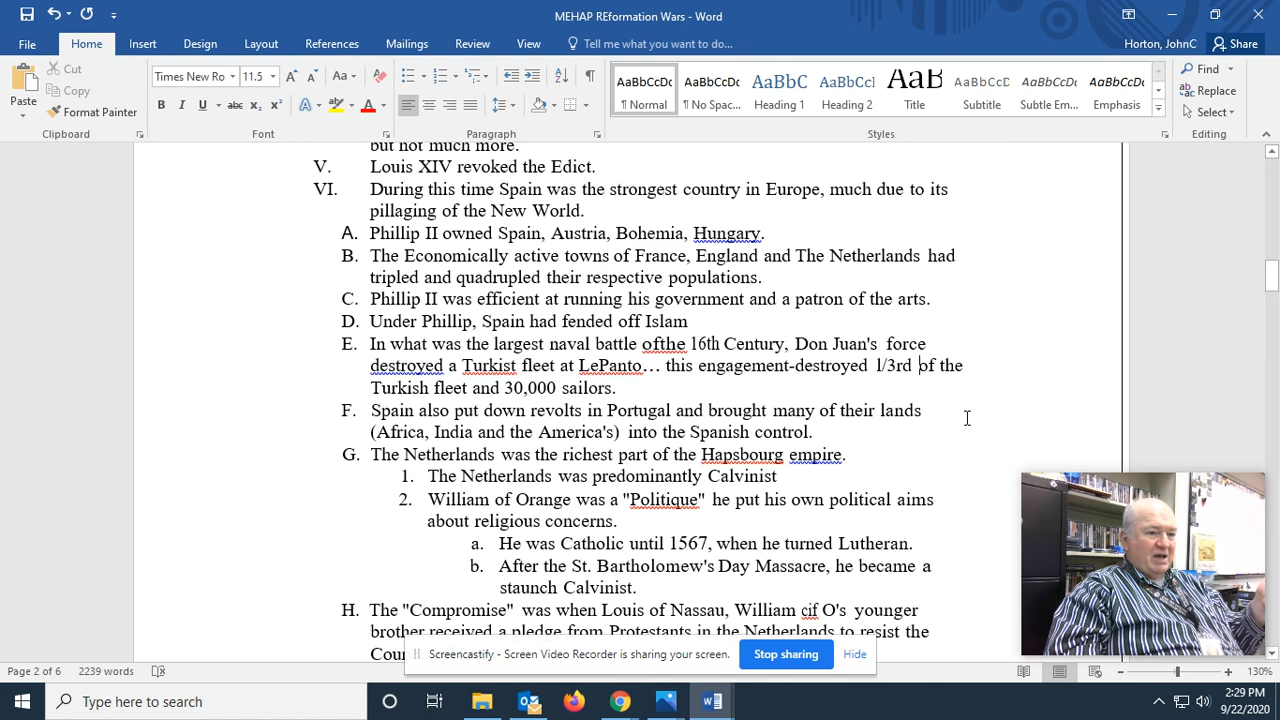 MEHAP REformation Wars - Word
File Home Insert Design Layout References Mailings Review View Tell me what you want to do... Horton, JohnC Share
Paste Cut Copy Format Painter
Times New Ro 11.5
AaBbCcDc AaBbCcDc AaBbC AaBbCcD AaB AaBbCcD AaBbCcDc AaBbCcDc
¶ Normal ¶ No Spac... Heading 1 Heading 2 Title Subtitle Subtle Em... Emphasis
Find Replace Select
Clipboard Font Paragraph Styles Editing
but not much more.
V. Louis XIV revoked the Edict.
VI. During this time Spain was the strongest country in Europe, much due to its
pillaging of the New World.
A. Phillip II owned Spain, Austria, Bohemia, Hungary.
B. The Economically active towns of France, England and The Netherlands had
tripled and quadrupled their respective populations.
C. Phillip II was efficient at running his government and a patron of the arts.
D. Under Phillip, Spain had fended off Islam
E. In what was the largest naval battle ofthe 16th Century, Don Juan's force
destroyed a Turkist fleet at LePanto... this engagement-destroyed l/3rd of the
Turkish fleet and 30,000 sailors.
F. Spain also put down revolts in Portugal and brought many of their lands
(Africa, India and the America's) into the Spanish control.
G. The Netherlands was the richest part of the Hapsbourg empire.
1. The Netherlands was predominantly Calvinist
2. William of Orange was a "Politique" he put his own political aims
about religious concerns.
a. He was Catholic until 1567, when he turned Lutheran.
b. After the St. Bartholomew's Day Massacre, he became a
staunch Calvinist.
H. The "Compromise" was when Louis of Nassau, William cif O's younger
brother received a pledge from Protestants in the Netherlands to resist the
Screencastify - Screen Video Recorder is sharing your screen. Stop sharing Hide
Page 2 of 6 2239 words 130%
Type here to search
2:29 PM
9/22/2020